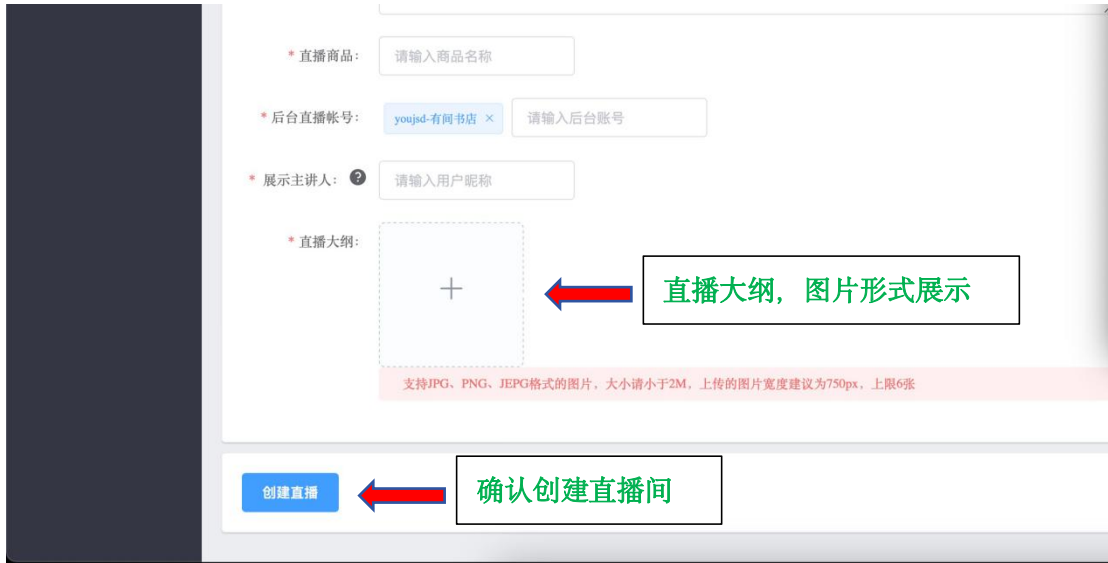 * 直播商品： 请输入商品名称
* 后台直播帐号： youjsd-有间书店 × 请输入后台账号
* 展示主讲人： ? 请输入用户昵称
* 直播大纲：
+
直播大纲，图片形式展示
支持JPG、PNG、JEPG格式的图片，大小请小于2M，上传的图片宽度建议为750px，上限6张
创建直播
确认创建直播间